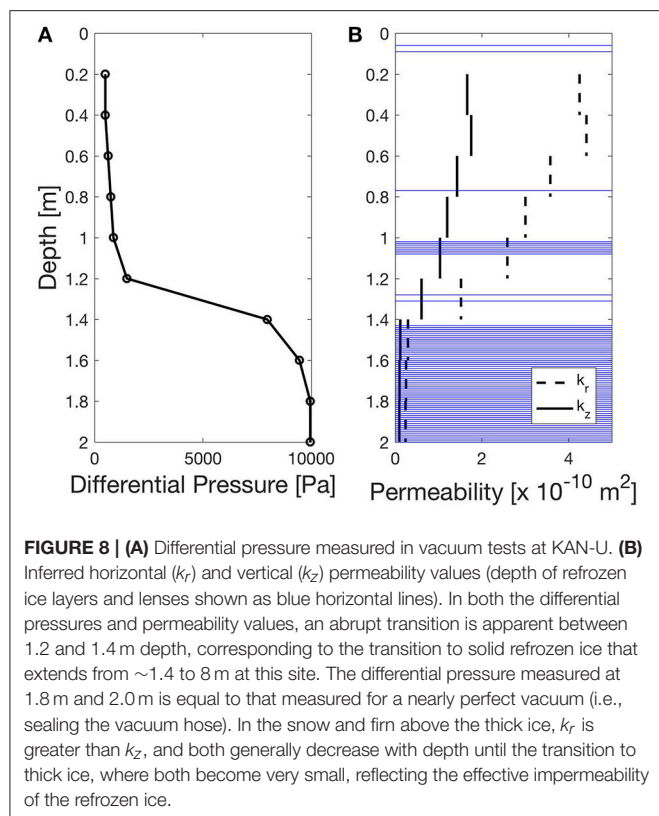 A
B
0
0.2
0.4
0.6
0.8
1
1.2
1.4
1.6
1.8
2
Depth [m]
0 5000 10000
Differential Pressure [Pa]
0
0.2
0.4
0.6
0.8
1
1.2
1.4
1.6
1.8
2
k_r
k_z
0 2 4
Permeability [x 10^-10 m^2]
FIGURE 8 | (A) Differential pressure measured in vacuum tests at KAN-U. (B)
Inferred horizontal (k_r) and vertical (k_z) permeability values (depth of refrozen
ice layers and lenses shown as blue horizontal lines). In both the differential
pressures and permeability values, an abrupt transition is apparent between
1.2 and 1.4 m depth, corresponding to the transition to solid refrozen ice that
extends from ∼1.4 to 8 m at this site. The differential pressure measured at
1.8 m and 2.0 m is equal to that measured for a nearly perfect vacuum (i.e.,
sealing the vacuum hose). In the snow and firn above the thick ice, k_r is
greater than k_z, and both generally decrease with depth until the transition to
thick ice, where both become very small, reflecting the effective impermeability
of the refrozen ice.